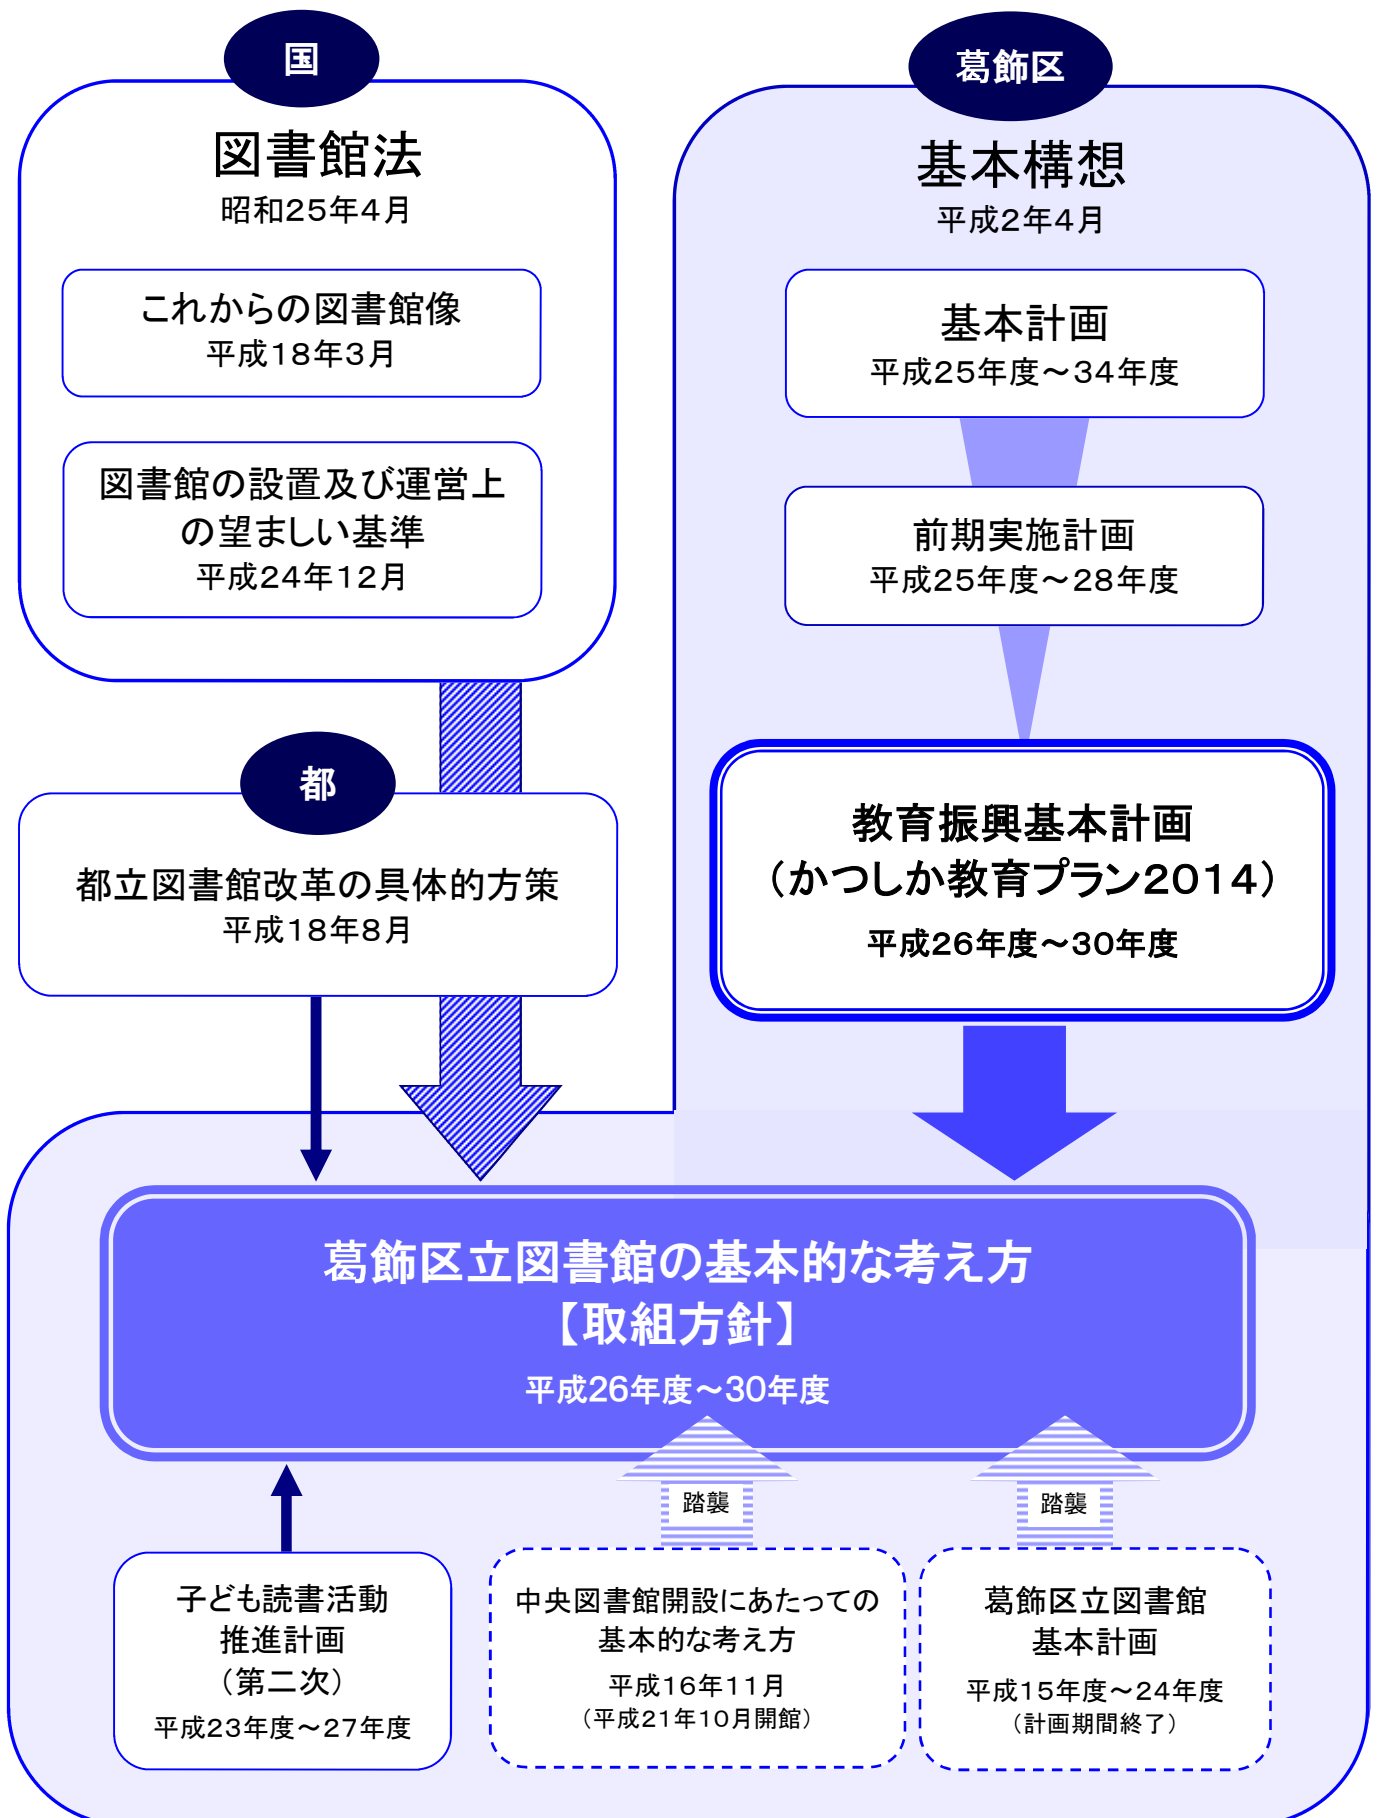 国
図書館法
昭和25年4月
これからの図書館像
平成18年3月
図書館の設置及び運営上
の望ましい基準
平成24年12月
都
都立図書館改革の具体的方策
平成18年8月
葛飾区
基本構想
平成2年4月
基本計画
平成25年度～34年度
前期実施計画
平成25年度～28年度
教育振興基本計画
（かつしか教育プラン2014）
平成26年度～30年度
葛飾区立図書館の基本的な考え方
【取組方針】
平成26年度～30年度
踏襲
踏襲
子ども読書活動
推進計画
（第二次）
平成23年度～27年度
中央図書館開設にあたっての
基本的な考え方
平成16年11月
（平成21年10月開館）
葛飾区立図書館
基本計画
平成15年度～24年度
（計画期間終了）